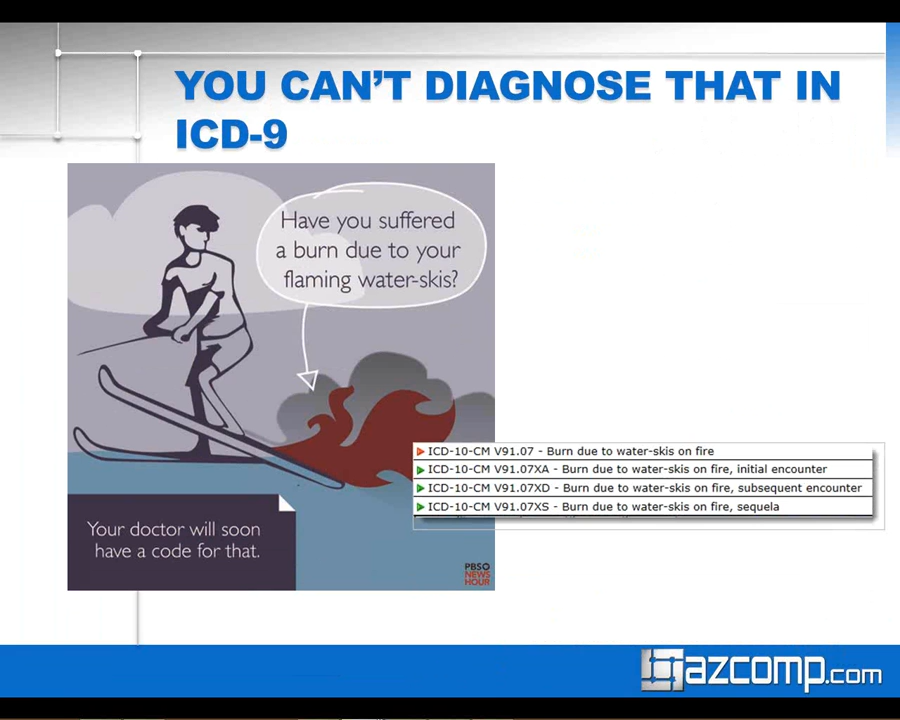 YOU CAN'T DIAGNOSE THAT IN
ICD-9
Have you suffered
a burn due to your
flaming water-skis?
ICD-10-CM V91.07 - Burn due to water-skis on fire
ICD-10-CM V91.07XA - Burn due to water-skis on fire, initial encounter
ICD-10-CM V91.07XD - Burn due to water-skis on fire, subsequent encounter
ICD-10-CM V91.07XS - Burn due to water-skis on fire, sequela
Your doctor will soon
have a code for that.
PBSO
NEWS
HOUR
azcomp.com